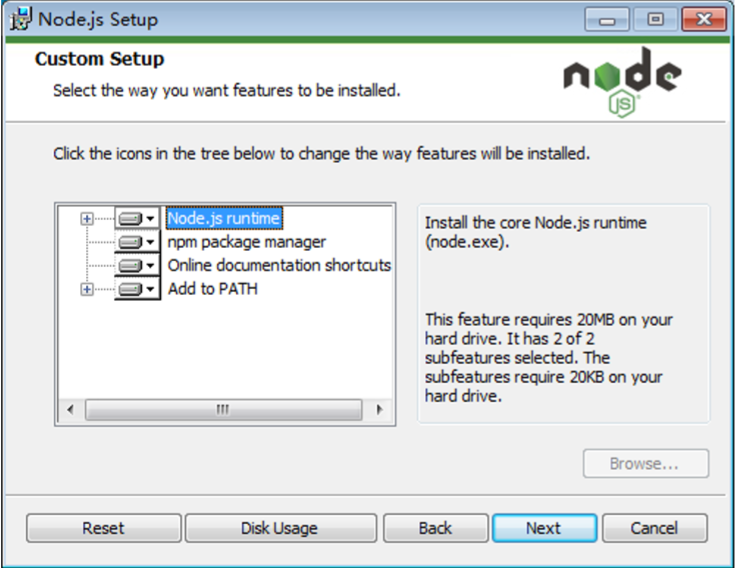 Node.js Setup
Custom Setup
Select the way you want features to be installed.
node
JS
Click the icons in the tree below to change the way features will be installed.
Node.js runtime
npm package manager
Online documentation shortcuts
Add to PATH
Install the core Node.js runtime
(node.exe).
This feature requires 20MB on your
hard drive. It has 2 of 2
subfeatures selected. The
subfeatures require 20KB on your
hard drive.
Browse...
Reset
Disk Usage
Back
Next
Cancel